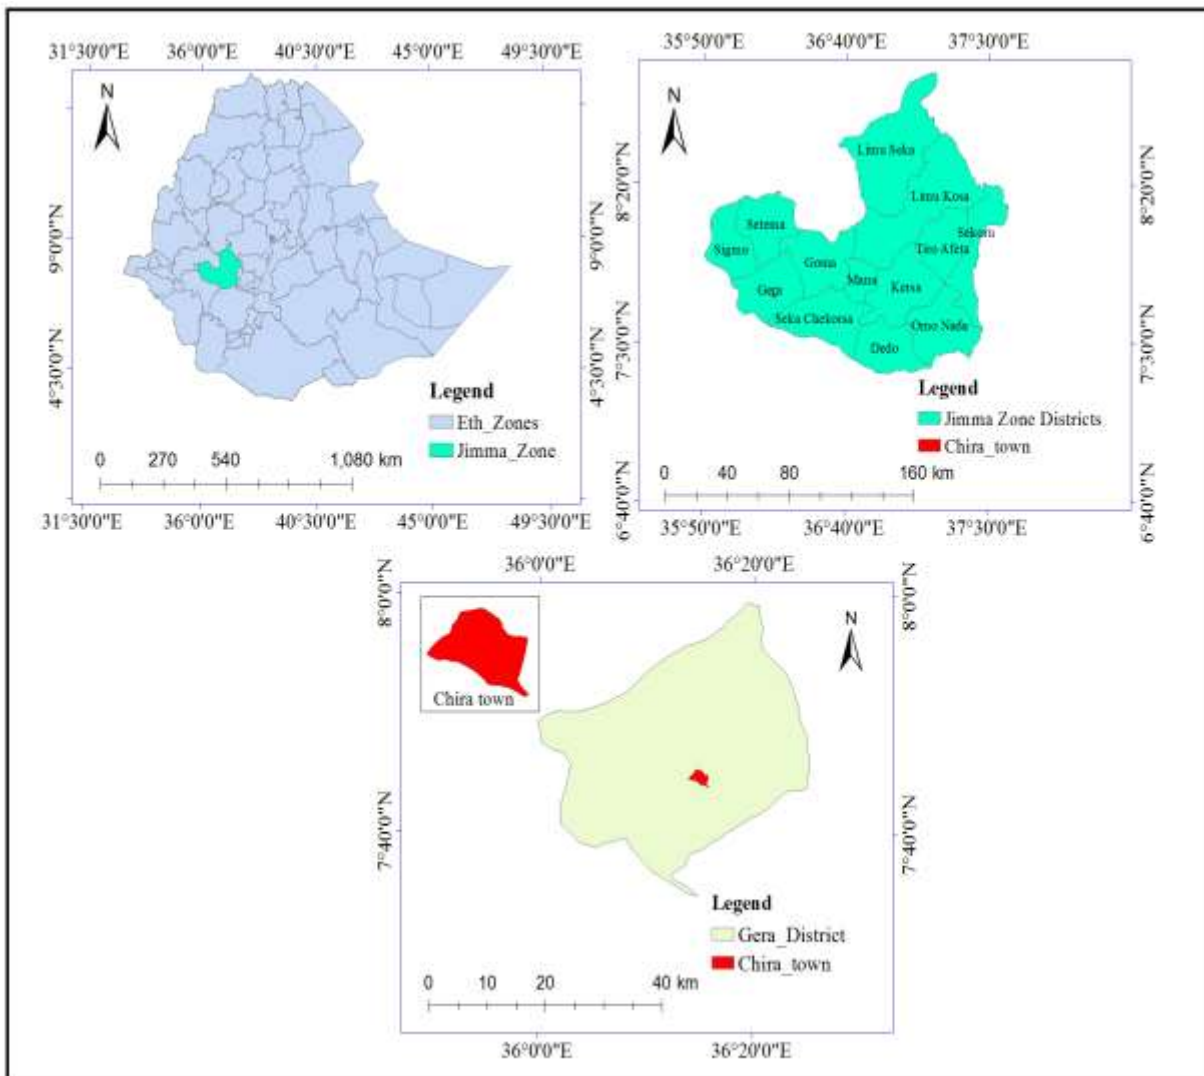 31°30'0"E 36°0'0"E 40°30'0"E 45°0'0"E 49°30'0"E
N
9°0'0"N
4°30'0"N
9°0'0"N
4°30'0"N
Legend
Eth_Zones
Jimma_Zone
0 270 540 1,080 km
31°30'0"E 36°0'0"E 40°30'0"E 45°0'0"E 49°30'0"E
35°50'0"E 36°40'0"E 37°30'0"E
N
8°20'0"N
7°30'0"N
8°20'0"N
7°30'0"N
6°40'0"N
6°40'0"N
Limu Seka
Limu Kosa
Setema
Sekoru
Sigmo
Tiro Afeta
Goma
Mana
Kersa
Seka Chekorsa
Omo Nada
Dedo
Legend
Jimma Zone Districts
Chira_town
0 40 80 160 km
35°50'0"E 36°40'0"E 37°30'0"E
36°0'0"E 36°20'0"E
8°0'0"N
7°40'0"N
8°0'0"N
7°40'0"N
N
Chira town
Legend
Gera_District
Chira_town
0 10 20 40 km
36°0'0"E 36°20'0"E